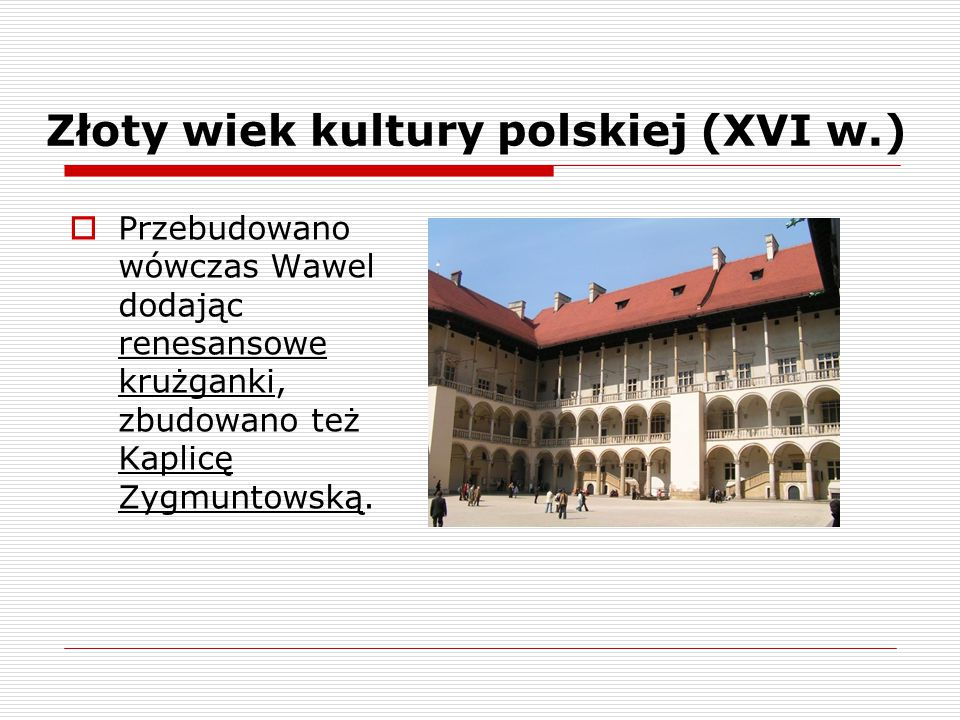 Złoty wiek kultury polskiej (XVI w.)
Przebudowano
wówczas Wawel
dodając
renesansowe
krużganki,
zbudowano też
Kaplicę
Zygmuntowską.